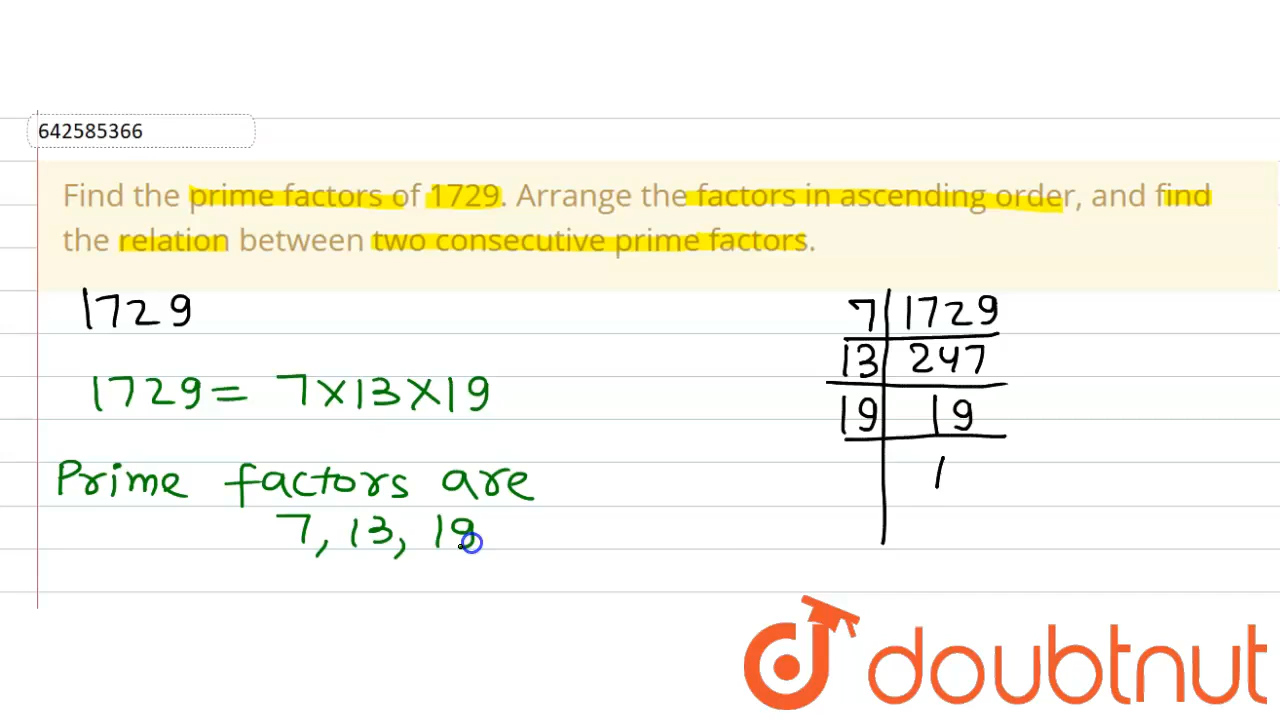 642585366
Find the prime factors of 1729. Arrange the factors in ascending order, and find
the relation between two consecutive prime factors.
1729
1729 = 7×13×19
Prime factors are
7, 13, 19
7 | 1729
13 | 247
19 | 19
1
doubtnut